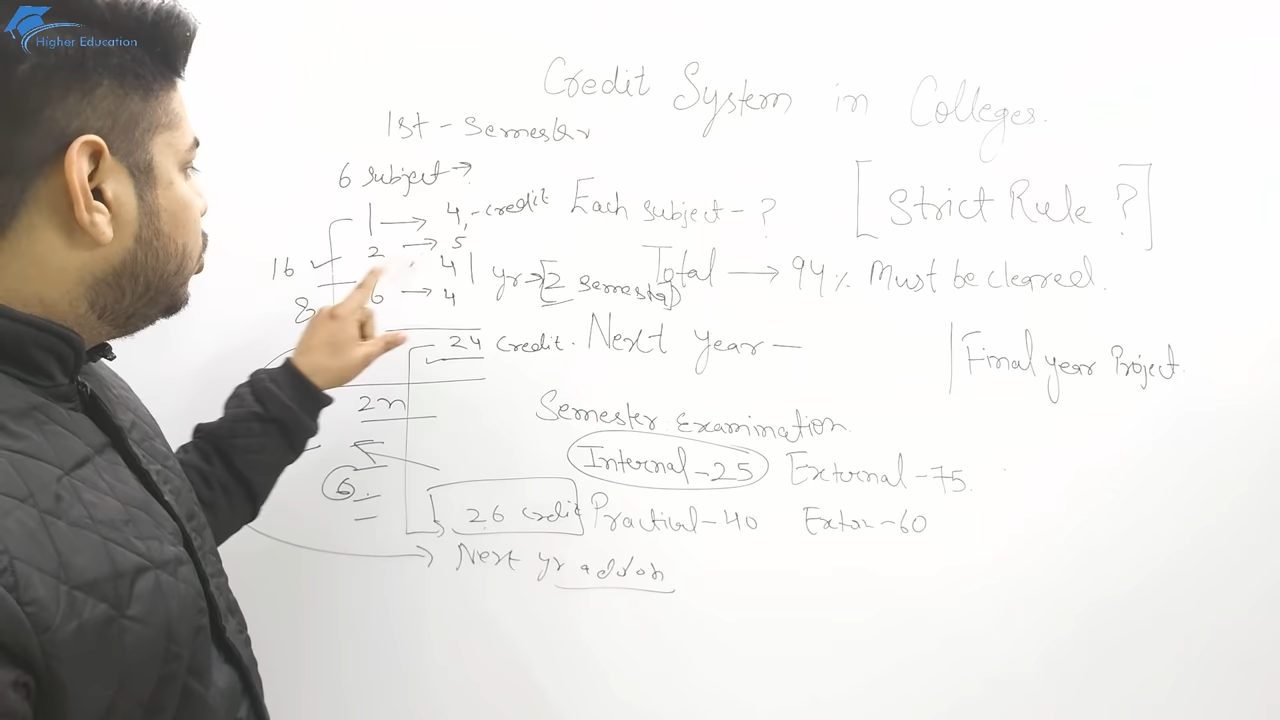 Higher Education
Credit System in Colleges.
1st - Semester
6 subject → ?
1 → 4 - credit
Each subject - ?
[Strict Rule ?]
2 → 5
16
4
1 yr → [2 semester)
Total → 94% Must be cleared.
8
6 → 4
24 credit.
Next year -
Final year Project.
2n
Semester Examination
Internal - 25
External - 75
6
26 credit
Practical - 40
Exter - 60
Next yr addon